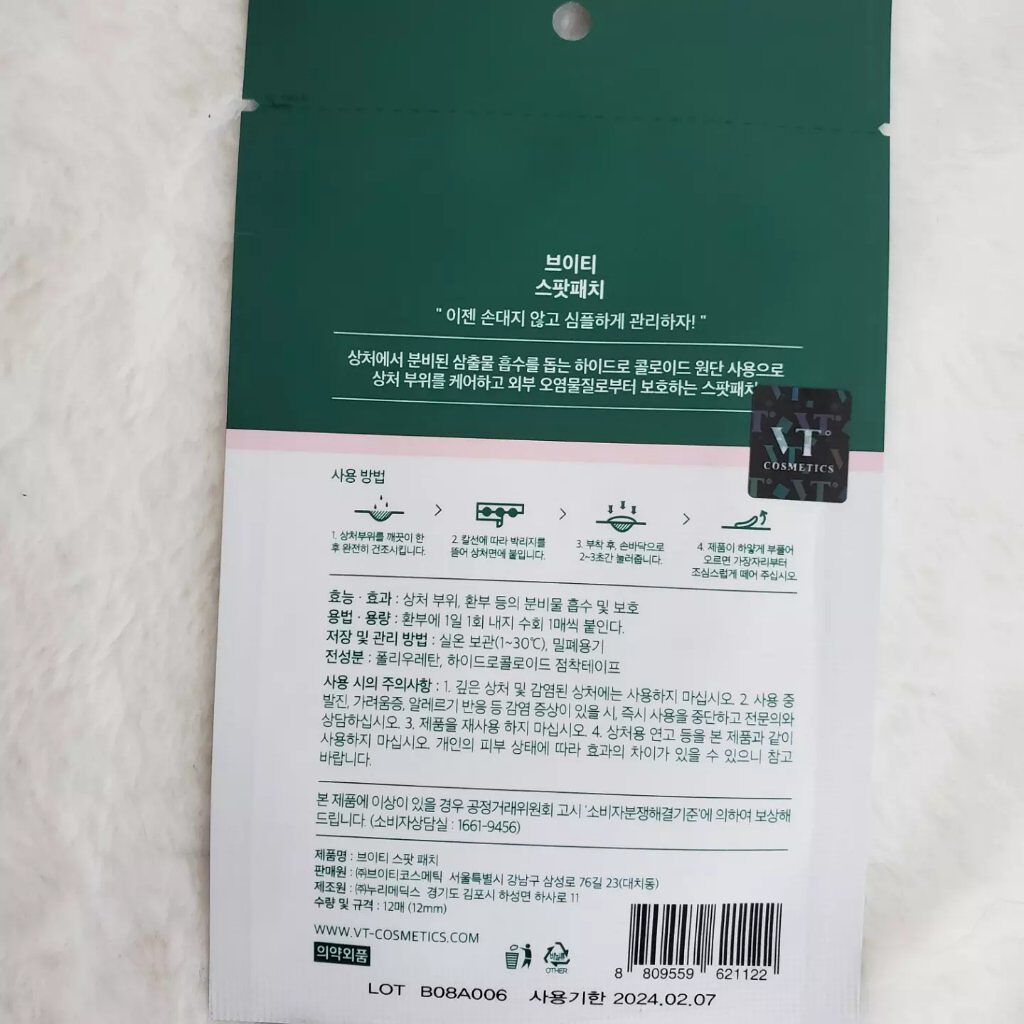 브이티
스팟패치
" 이젠 손대지 않고 심플하게 관리하자! "
상처에서 분비된 삼출물 흡수를 돕는 하이드로 콜로이드 원단 사용으로
상처 부위를 케어하고 외부 오염물질로부터 보호하는 스팟패치
VT
COSMETICS
사용 방법
1. 상처부위를 깨끗이 한
후 완전히 건조시킵니다.
2. 칼선에 따라 박리지를
뜯어 상처면에 붙입니다.
3. 부착 후, 손바닥으로
2~3초간 눌러줍니다.
4. 제품이 하얗게 부풀어
오르면 가장자리부터
조심스럽게 떼어 주십시오.
효능 · 효과 : 상처 부위, 환부 등의 분비물 흡수 및 보호
용법 · 용량 : 환부에 1일 1회 내지 수회 1매씩 붙인다.
저장 및 관리 방법 : 실온 보관(1~30℃), 밀폐용기
전성분 : 폴리우레탄, 하이드로콜로이드 점착테이프
사용 시의 주의사항 : 1. 깊은 상처 및 감염된 상처에는 사용하지 마십시오. 2. 사용 중
발진, 가려움증, 알레르기 반응 등 감염 증상이 있을 시, 즉시 사용을 중단하고 전문의와
상담하십시오. 3. 제품을 재사용 하지 마십시오. 4. 상처용 연고 등을 본 제품과 같이
사용하지 마십시오. 개인의 피부 상태에 따라 효과의 차이가 있을 수 있으니 참고
바랍니다.
본 제품에 이상이 있을 경우 공정거래위원회 고시 '소비자분쟁해결기준'에 의하여 보상해
드립니다. (소비자상담실 : 1661-9456)
제품명 : 브이티 스팟 패치
판매원 : ㈜브이티코스메틱 서울특별시 강남구 삼성로 76길 23(대치동)
제조원 : ㈜누리메딕스 경기도 김포시 하성면 하사로 11
수량 및 규격 : 12매 (12mm)
WWW.VT-COSMETICS.COM
의약외품
비닐류
OTHER
8 809559 621122
LOT B08A006 사용기한 2024.02.07